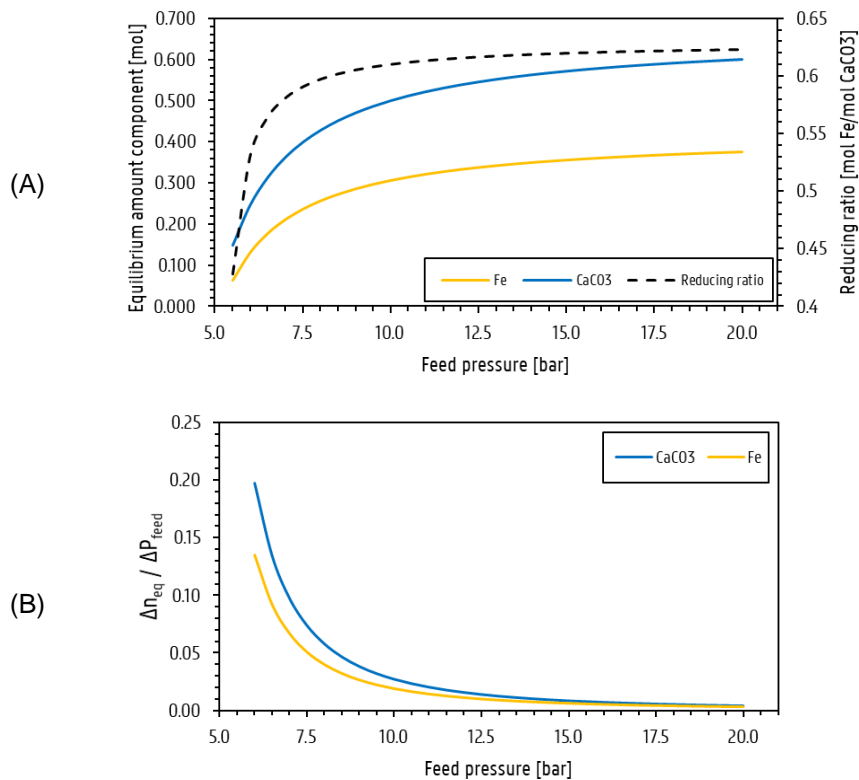 (A)
Equilibrium amount component [mol]
0.700
0.600
0.500
0.400
0.300
0.200
0.100
0.000
5.0
7.5
10.0
12.5
15.0
17.5
20.0
Feed pressure [bar]
0.65
0.6
0.55
0.5
0.45
0.4
Reducing ratio [mol Fe/mol CaCO3]
Fe
CaCO3
Reducing ratio
(B)
Δn_eq / ΔP_feed
0.25
0.20
0.15
0.10
0.05
0.00
5.0
7.5
10.0
12.5
15.0
17.5
20.0
Feed pressure [bar]
CaCO3
Fe